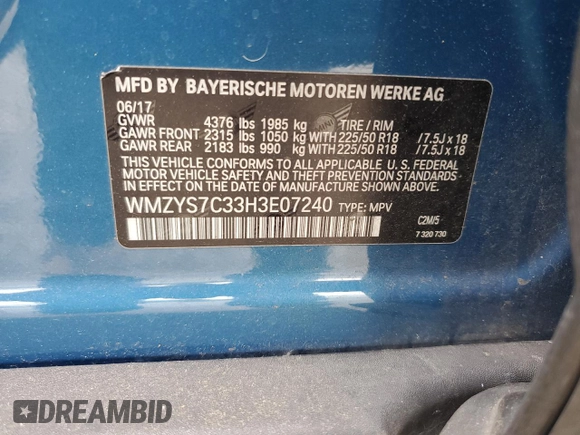 MFD BY BAYERISCHE MOTOREN WERKE AG
06/17
GVWR 4376 lbs 1985 kg TIRE / RIM
GAWR FRONT 2315 lbs 1050 kg WITH 225/50 R18 /7.5J x 18
GAWR REAR 2183 lbs 990 kg WITH 225/50 R18 /7.5J x 18
THIS VEHICLE CONFORMS TO ALL APPLICABLE U. S. FEDERAL
MOTOR VEHICLE SAFETY AND THEFT PREVENTION
STANDARDS IN EFFECT ON THE DATE OF MANUFACTURE SHOWN ABOVE.
WMZYS7C33H3E07240 TYPE: MPV
C2M/5
7 320 730
DREAMBID